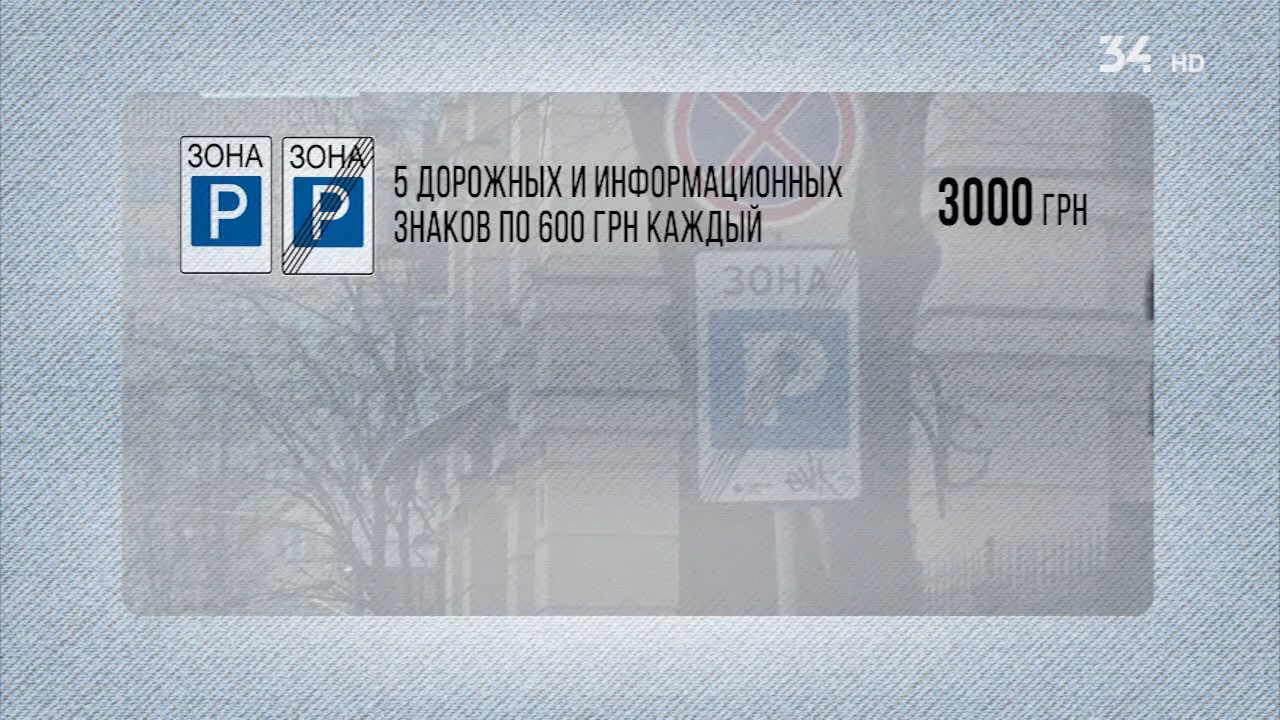 34 HD
ЗОНА ЗОНА
P P
5 ДОРОЖНЫХ И ИНФОРМАЦИОННЫХ
ЗНАКОВ ПО 600 ГРН КАЖДЫЙ
3000 ГРН
ЗОНА
P